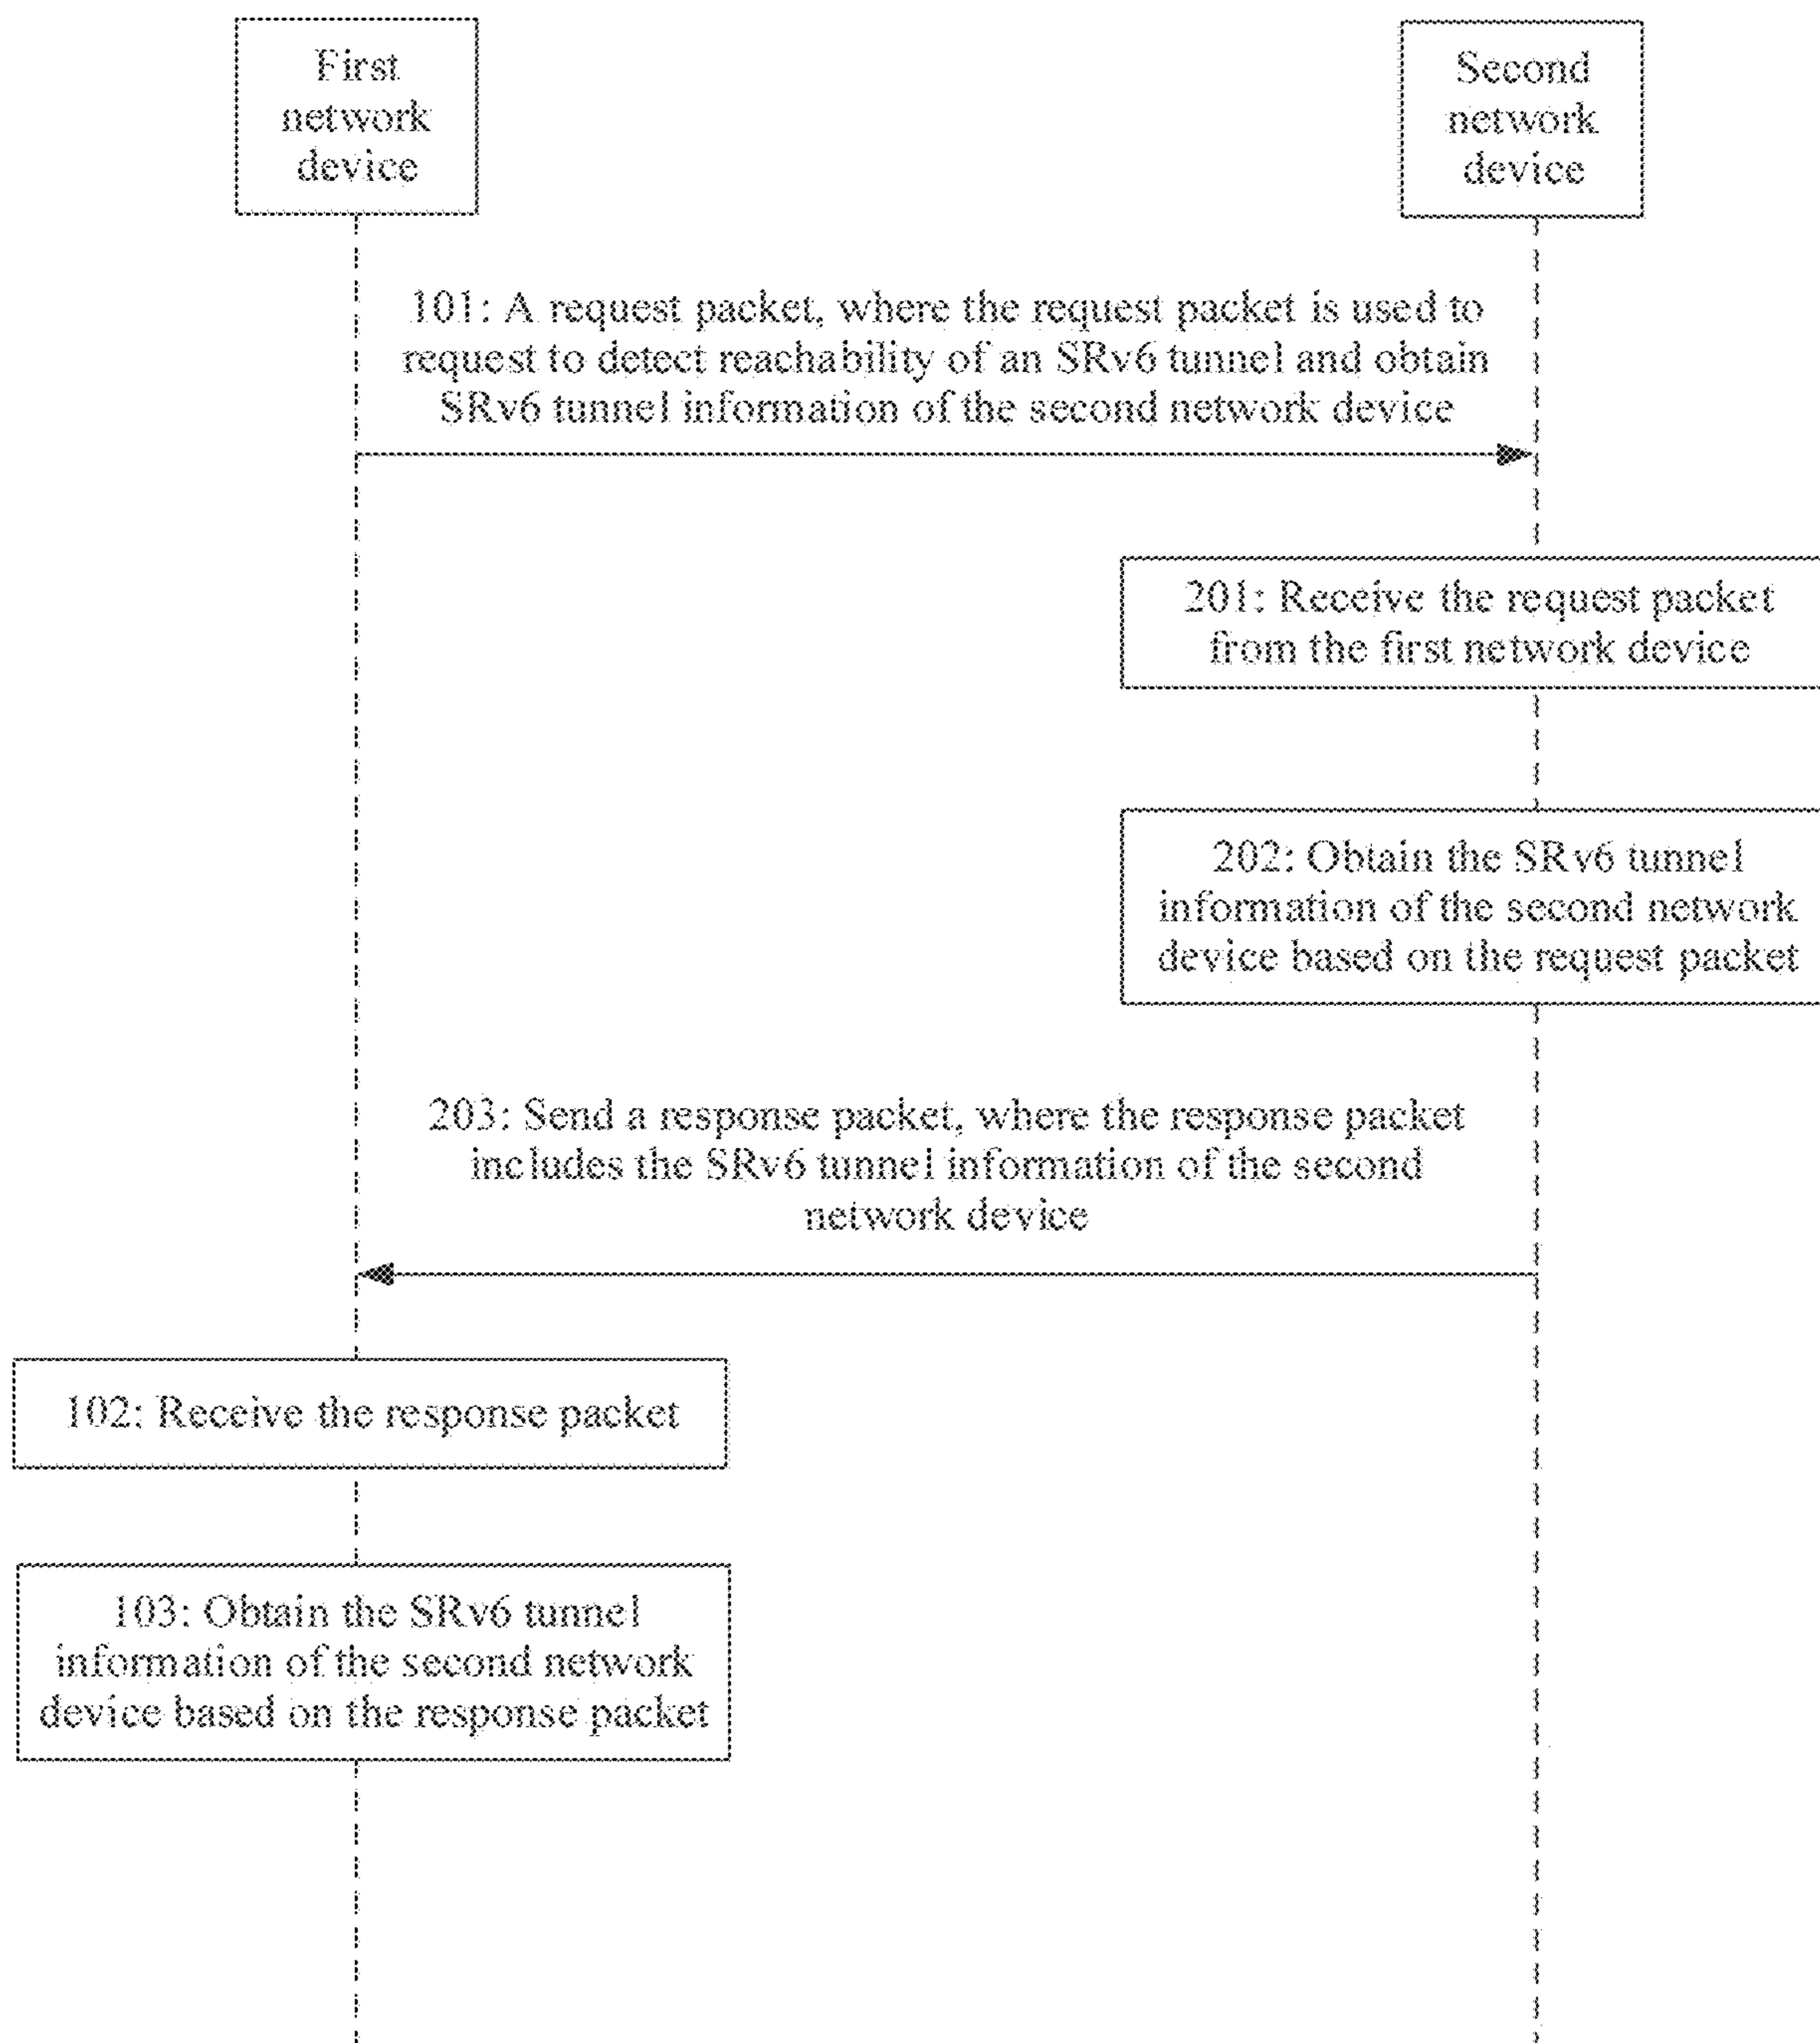 First
network
device
Second
network
device
101: A request packet, where the request packet is used to
request to detect reachability of an SRv6 tunnel and obtain
SRv6 tunnel information of the second network device
201: Receive the request packet
from the first network device
202: Obtain the SRv6 tunnel
information of the second network
device based on the request packet
203: Send a response packet, where the response packet
includes the SRv6 tunnel information of the second
network device
102: Receive the response packet
103: Obtain the SRv6 tunnel
information of the second network
device based on the response packet